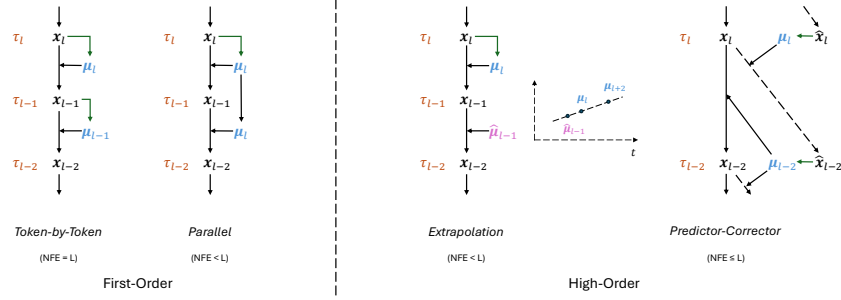 τ_l x_l
μ_l
τ_{l-1} x_{l-1}
μ_{l-1}
τ_{l-2} x_{l-2}
Token-by-Token
(NFE = L)
τ_l x_l
μ_l
τ_{l-1} x_{l-1}
μ_l
τ_{l-2} x_{l-2}
Parallel
(NFE < L)
First-Order
τ_l x_l
μ_l
τ_{l-1} x_{l-1}
μ̂_{l-1}
τ_{l-2} x_{l-2}
μ_{l+2}
μ_l
μ̂_{l-1}
t
Extrapolation
(NFE < L)
τ_l x_l μ_l x̂_l
τ_{l-2} x_{l-2} μ_{l-2} x̂_{l-2}
Predictor-Corrector
(NFE ≤ L)
High-Order